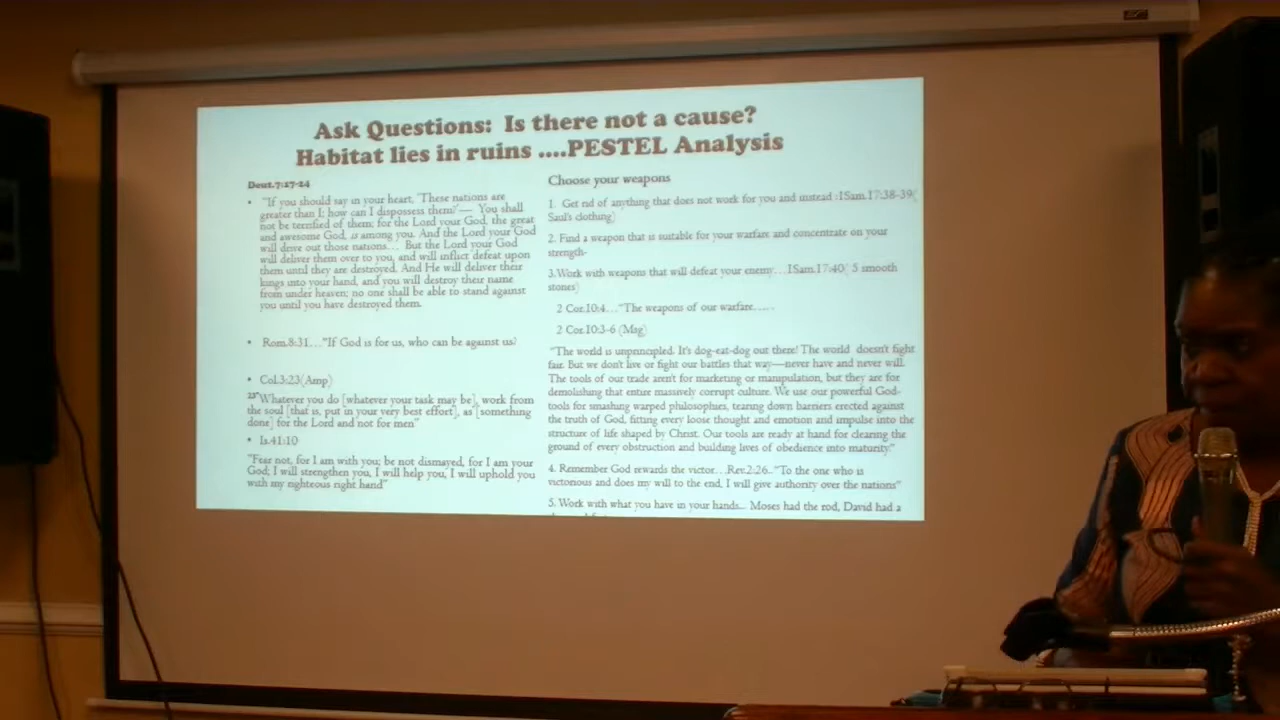 Ask Questions: Is there not a cause?
Habitat lies in ruins ....PESTEL Analysis
Deut.7:17-24
• "If you should say in your heart, 'These nations are
greater than I; how can I dispossess them?'— You shall
not be terrified of them; for the Lord your God, the great
and awesome God, is among you. And the Lord your God
will drive out those nations… But the Lord your God
will deliver them over to you, and will inflict defeat upon
them until they are destroyed. And He will deliver their
kings into your hand, and you will destroy their name
from under heaven; no one shall be able to stand against
you until you have destroyed them.
• Rom.8:31…"If God is for us, who can be against us?
• Col.3:23(Amp)
23"Whatever you do [whatever your task may be], work from
the soul [that is, put in your very best effort], as [something
done] for the Lord and not for men"
• Is.41:10
"Fear not, for I am with you; be not dismayed, for I am your
God; I will strengthen you, I will help you, I will uphold you
with my righteous right hand"
Choose your weapons
1. Get rid of anything that does not work for you and instead :1Sam.17:38-39(
Saul's clothing)
2. Find a weapon that is suitable for your warfare and concentrate on your
strength-
3.Work with weapons that will defeat your enemy…1Sam.17:40( 5 smooth
stones)
2 Cor.10:4…"The weapons of our warfare…..
2 Cor.10:3-6 (Msg)
"The world is unprincipled. It's dog-eat-dog out there! The world doesn't fight
fair. But we don't live or fight our battles that way—never have and never will.
The tools of our trade aren't for marketing or manipulation, but they are for
demolishing that entire massively corrupt culture. We use our powerful God-
tools for smashing warped philosophies, tearing down barriers erected against
the truth of God, fitting every loose thought and emotion and impulse into the
structure of life shaped by Christ. Our tools are ready at hand for clearing the
ground of every obstruction and building lives of obedience into maturity."
4. Remember God rewards the victor…Rev.2:26.."To the one who is
victorious and does my will to the end, I will give authority over the nations"
5. Work with what you have in your hands... Moses had the rod, David had a